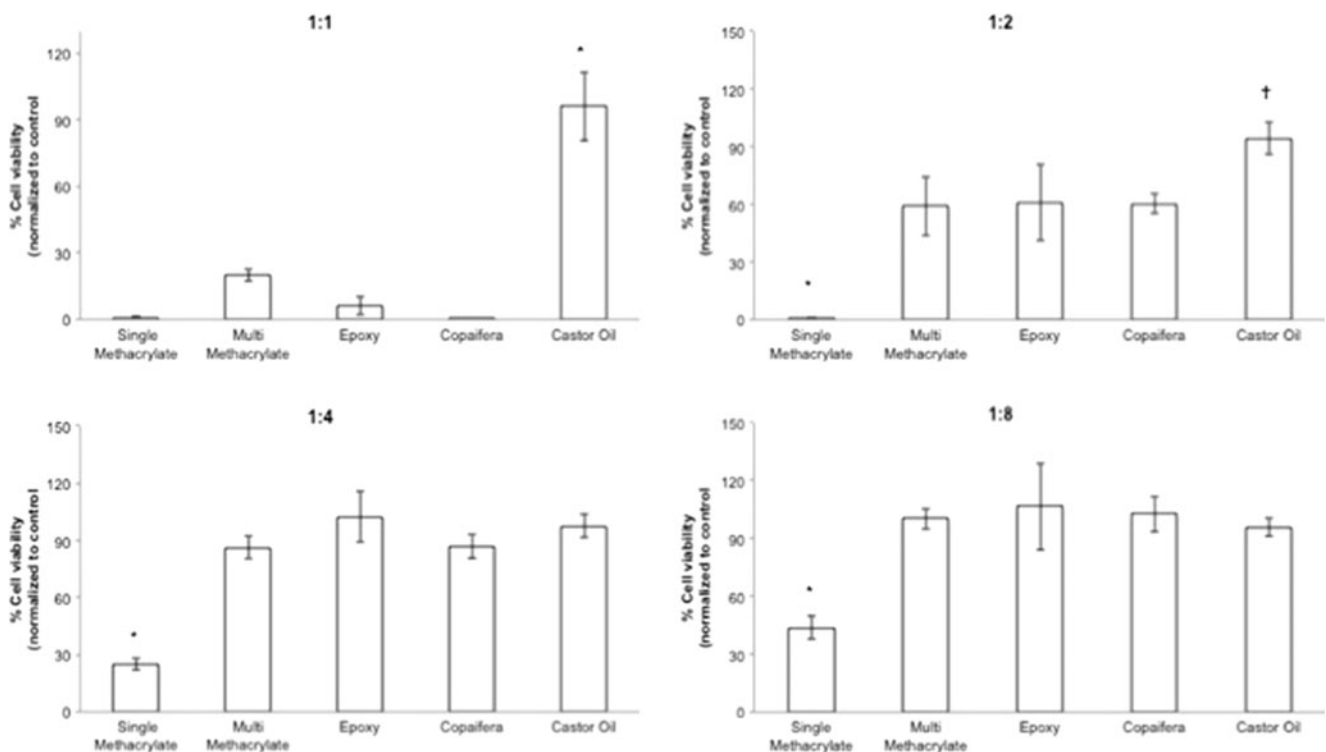 1:1
% Cell viability
(normalized to control
120
90
60
30
0
*
Single
Methacrylate
Multi
Methacrylate
Epoxy
Copaifera
Castor Oil
1:2
% Cell viability
(normalized to control
150
120
90
60
30
0
*
†
Single
Methacrylate
Multi
Methacrylate
Epoxy
Copaifera
Castor Oil
1:4
% Cell viability
(normalized to control
150
120
90
60
30
0
*
Single
Methacrylate
Multi
Methacrylate
Epoxy
Copaifera
Castor Oil
1:8
% Cell viability
(normalized to control
150
120
90
60
30
0
*
Single
Methacrylate
Multi
Methacrylate
Epoxy
Copaifera
Castor Oil